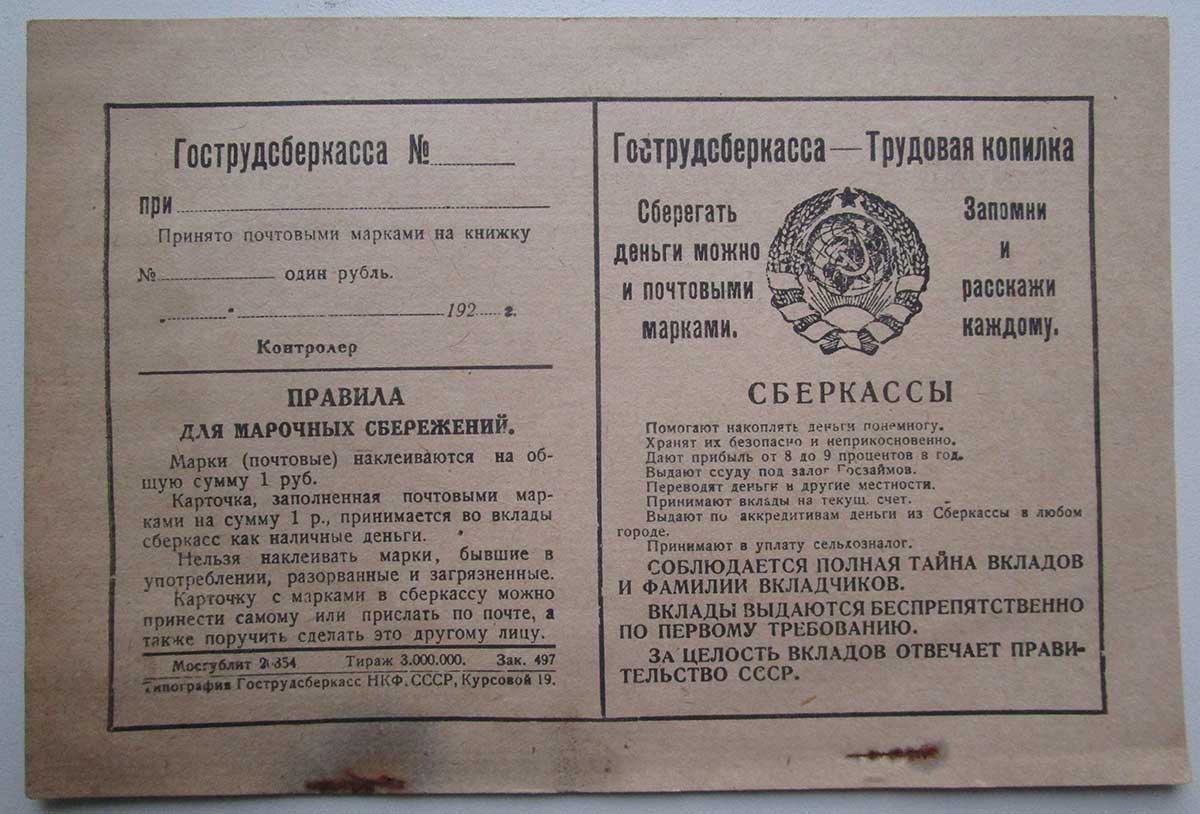 Гострудсберкасса №
при
Принято почтовыми марками на книжку
№ один рубль.
192 г.
Контролер
ПРАВИЛА
ДЛЯ МАРОЧНЫХ СБЕРЕЖЕНИЙ.
Марки (почтовые) наклеиваются на об-
щую сумму 1 руб.
Карточка, заполненная почтовыми мар-
ками на сумму 1 р., принимается во вклады
сберкасс как наличные деньги.
Нельзя наклеивать марки, бывшие в
употреблении, разорванные и загрязненные.
Карточку с марками в сберкассу можно
принести самому или прислать по почте, а
также поручить сделать это другому лицу.
Мосгублит Тираж 3.000.000. Зак. 497
Типография Гострудсберкасс НКФ. СССР, Курсовой 19.
Гострудсберкасса — Трудовая копилка
Сберегать
деньги можно
и почтовыми
марками.
Запомни
и
расскажи
каждому.
СБЕРКАССЫ
Помогают накоплять деньги понемногу.
Хранят их безопасно и неприкосновенно.
Дают прибыль от 8 до 9 процентов в год.
Выдают ссуду под залог Госзаймов.
Переводят деньги в другие местности.
Принимают вклады на текущ. счет.
Выдают по аккредитивам деньги из Сберкассы в любом
городе.
Принимают в уплату сельхозналог.
СОБЛЮДАЕТСЯ ПОЛНАЯ ТАЙНА ВКЛАДОВ
И ФАМИЛИИ ВКЛАДЧИКОВ.
ВКЛАДЫ ВЫДАЮТСЯ БЕСПРЕПЯТСТВЕННО
ПО ПЕРВОМУ ТРЕБОВАНИЮ.
ЗА ЦЕЛОСТЬ ВКЛАДОВ ОТВЕЧАЕТ ПРАВИ-
ТЕЛЬСТВО СССР.